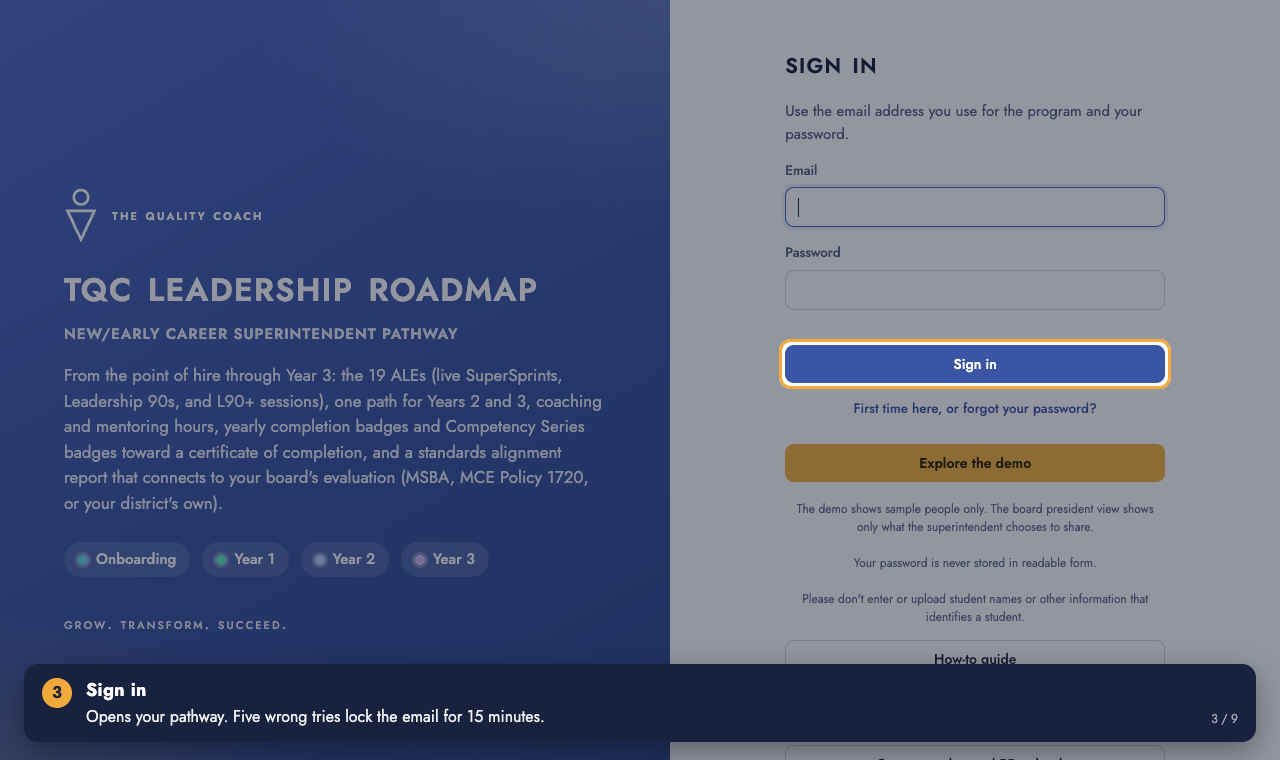 THE QUALITY COACH
TQC LEADERSHIP ROADMAP
NEW/EARLY CAREER SUPERINTENDENT PATHWAY
From the point of hire through Year 3: the 19 ALEs (live SuperSprints,
Leadership 90s, and L90+ sessions), one path for Years 2 and 3, coaching
and mentoring hours, yearly completion badges and Competency Series
badges toward a certificate of completion, and a standards alignment
report that connects to your board's evaluation (MSBA, MCE Policy 1720,
or your district's own).
Onboarding
Year 1
Year 2
Year 3
GROW. TRANSFORM. SUCCEED.
SIGN IN
Use the email address you use for the program and your
password.
Email
Password
Sign in
First time here, or forgot your password?
Explore the demo
The demo shows sample people only. The board president view shows
only what the superintendent chooses to share.
Your password is never stored in readable form.
Please don't enter or upload student names or other information that
identifies a student.
How-to guide
3
Sign in
Opens your pathway. Five wrong tries lock the email for 15 minutes.
3 / 9